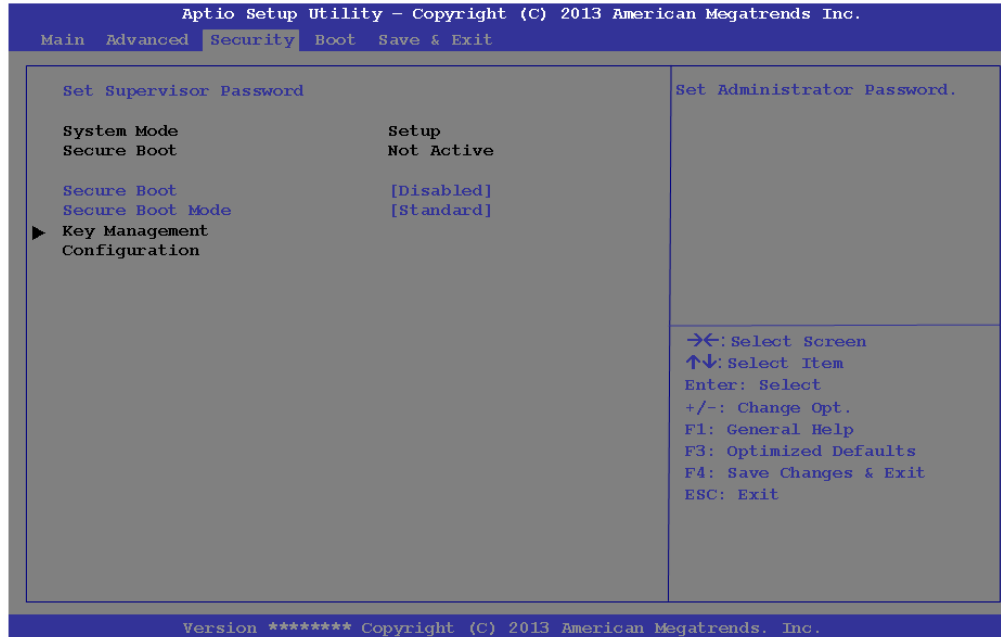 Aptio Setup Utility – Copyright (C) 2013 American Megatrends Inc.
Main Advanced Security Boot Save & Exit
Set Supervisor Password
System Mode Setup
Secure Boot Not Active
Secure Boot [Disabled]
Secure Boot Mode [Standard]
▶ Key Management
Configuration
Set Administrator Password.
→←: Select Screen
↑↓: Select Item
Enter: Select
+/-: Change Opt.
F1: General Help
F3: Optimized Defaults
F4: Save Changes & Exit
ESC: Exit
Version ******** Copyright (C) 2013 American Megatrends. Inc.